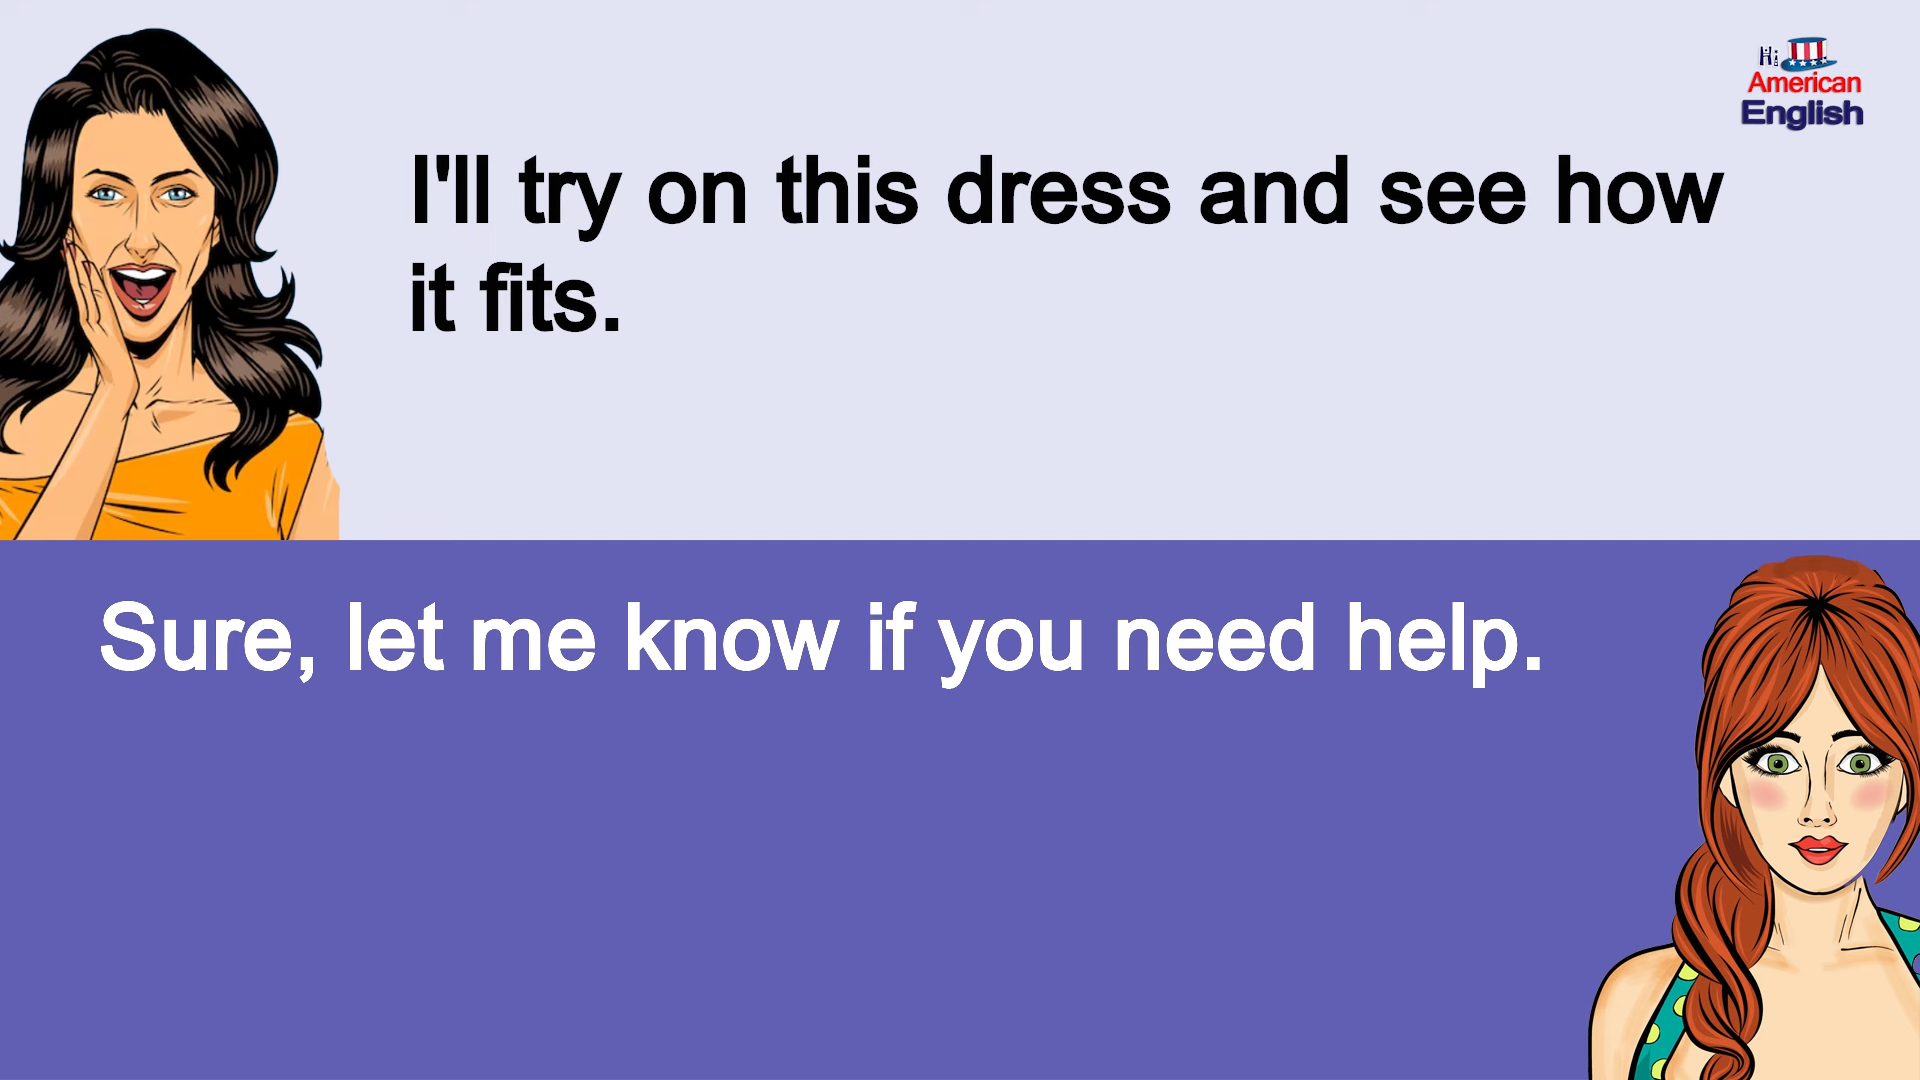 Hi
American
English
I'll try on this dress and see how
it fits.
Sure, let me know if you need help.